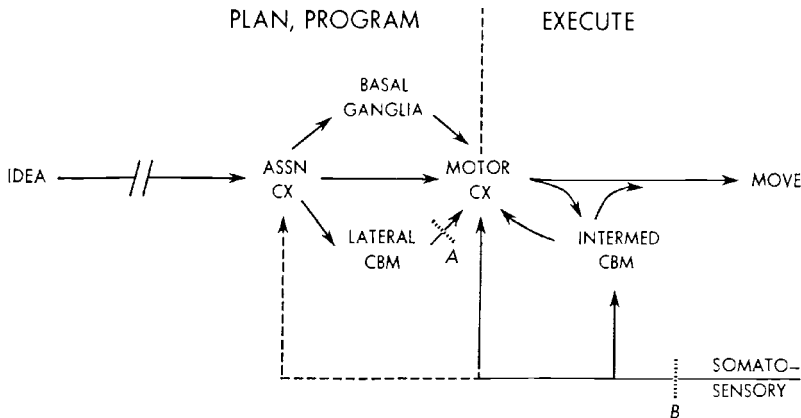 PLAN, PROGRAM
EXECUTE
BASAL
GANGLIA
IDEA
ASSN
CX
MOTOR
CX
MOVE
LATERAL
CBM
A
INTERMED
CBM
SOMATO-
SENSORY
B